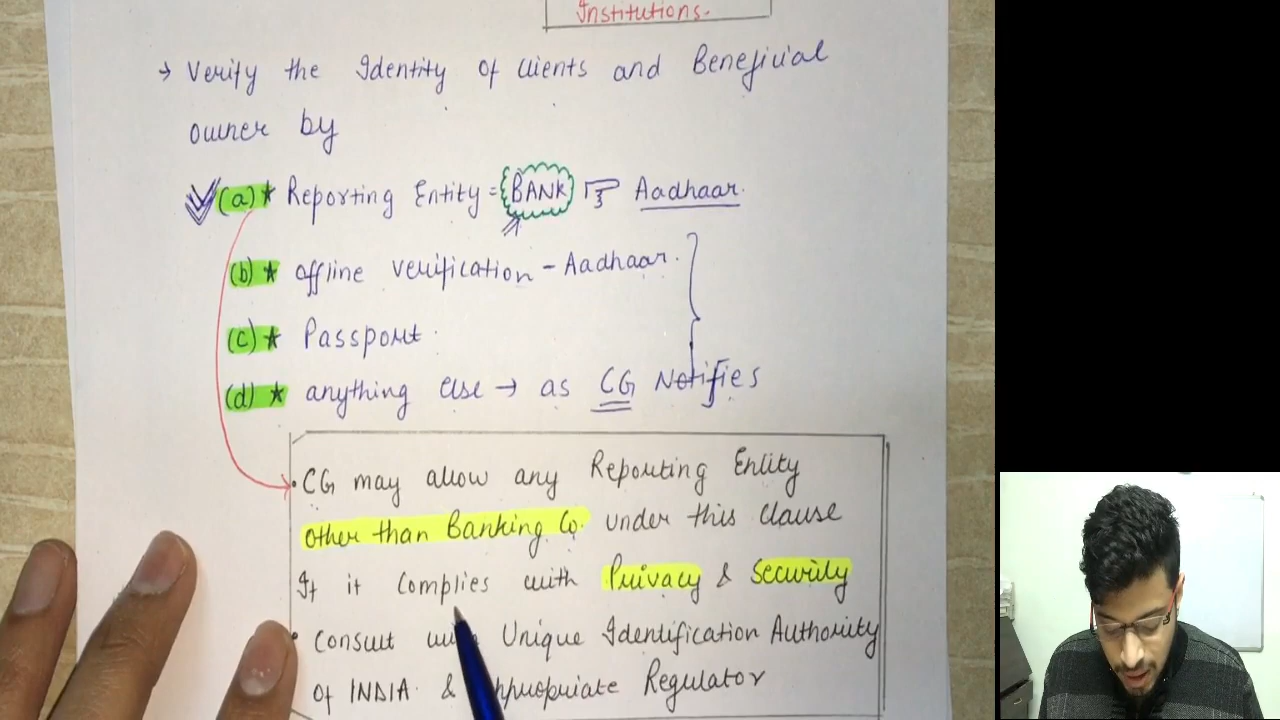 Institutions.
→ Verify the Identity of clients and Beneficial
owner by
(a)★ Reporting Entity = BANK ☞ Aadhaar.
(b)★ offline verification - Aadhaar.
(c)★ Passport.
(d)★ anything else → as CG Notifies
• CG may allow any Reporting Entity
other than Banking Co. under this clause
If it complies with Privacy & Security
• Consult with Unique Identification Authority
of INDIA & Appropriate Regulator